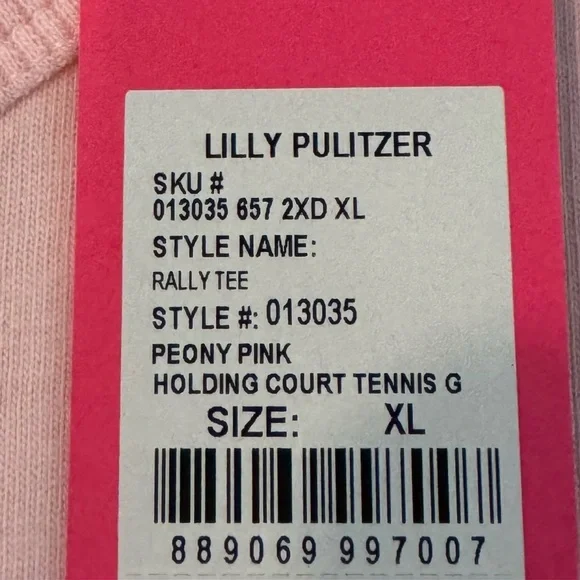 LILLY PULITZER
SKU #
013035 657 2XD XL
STYLE NAME:
RALLY TEE
STYLE #: 013035
PEONY PINK
HOLDING COURT TENNIS G
SIZE: XL
889069 997007